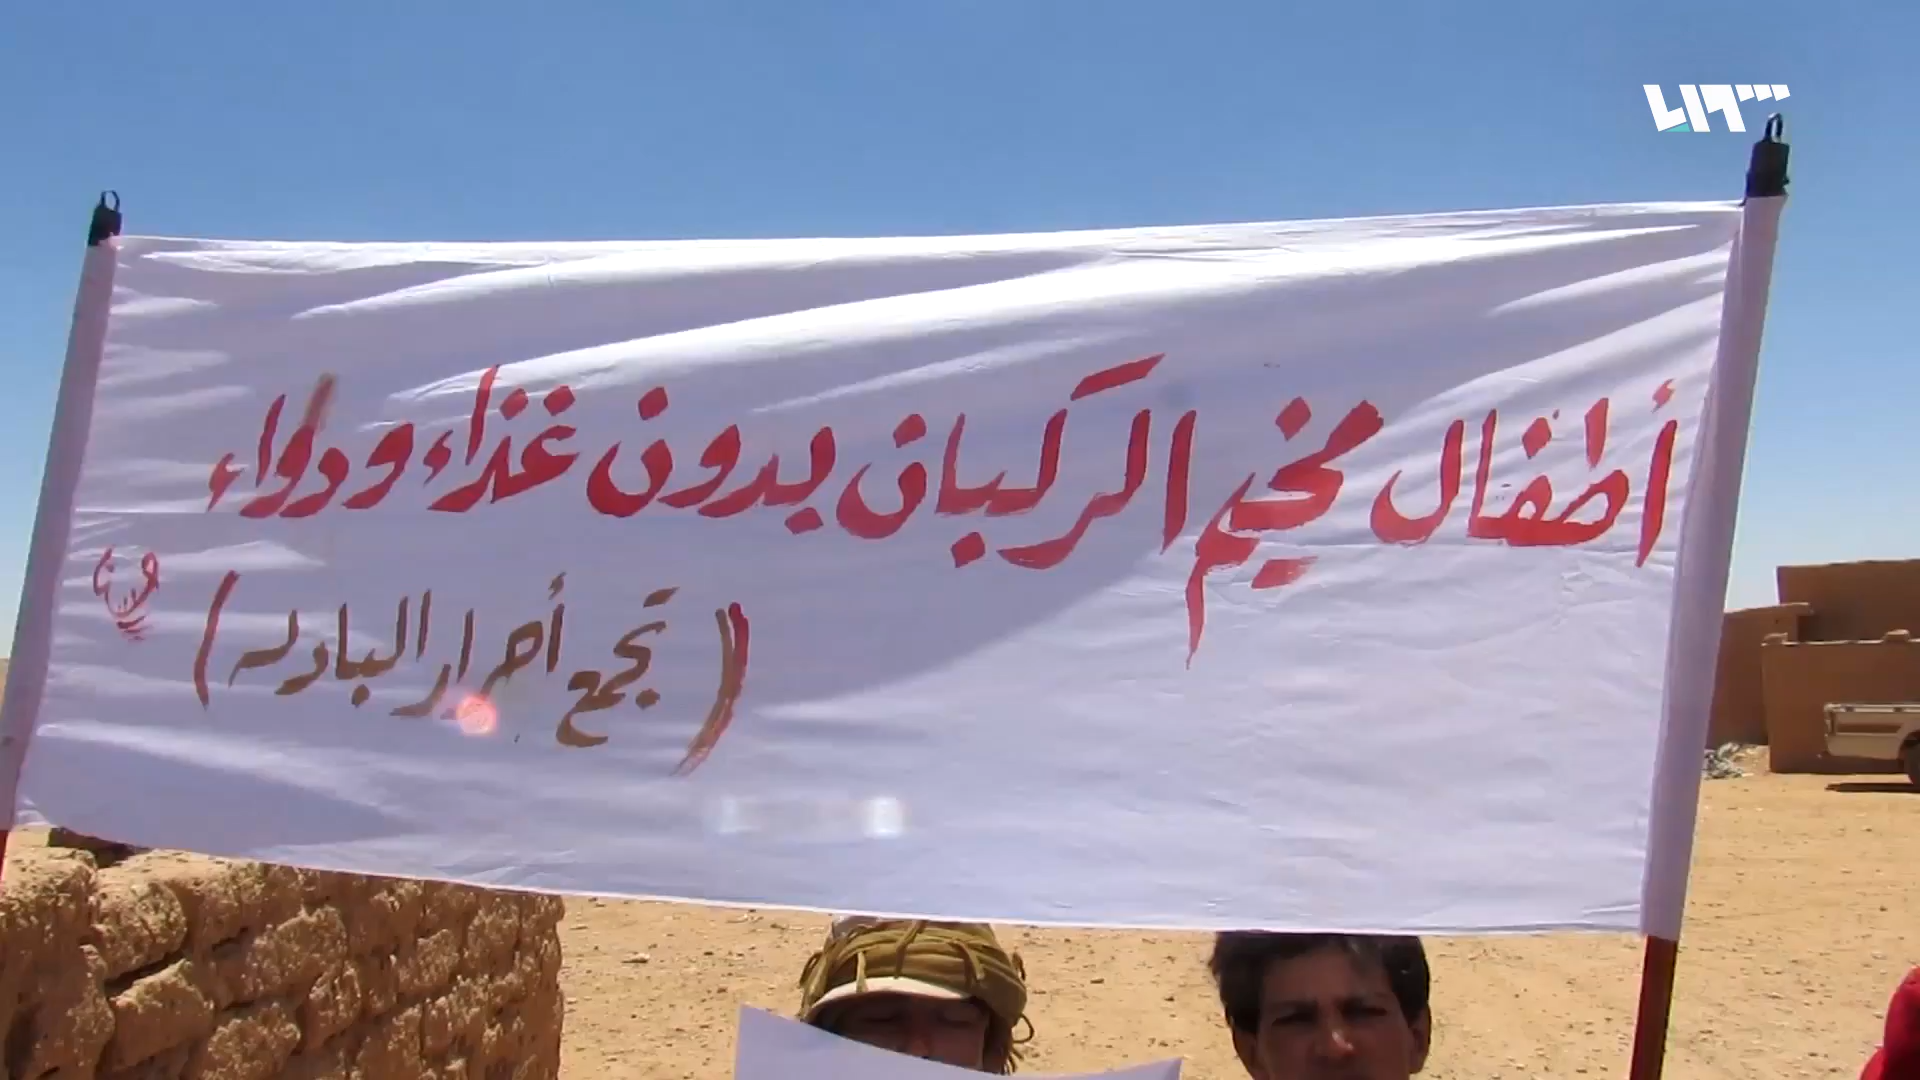 أطفال مخيم الركبان بدون غذاء ودواء
(تجمع أحرار البادية)